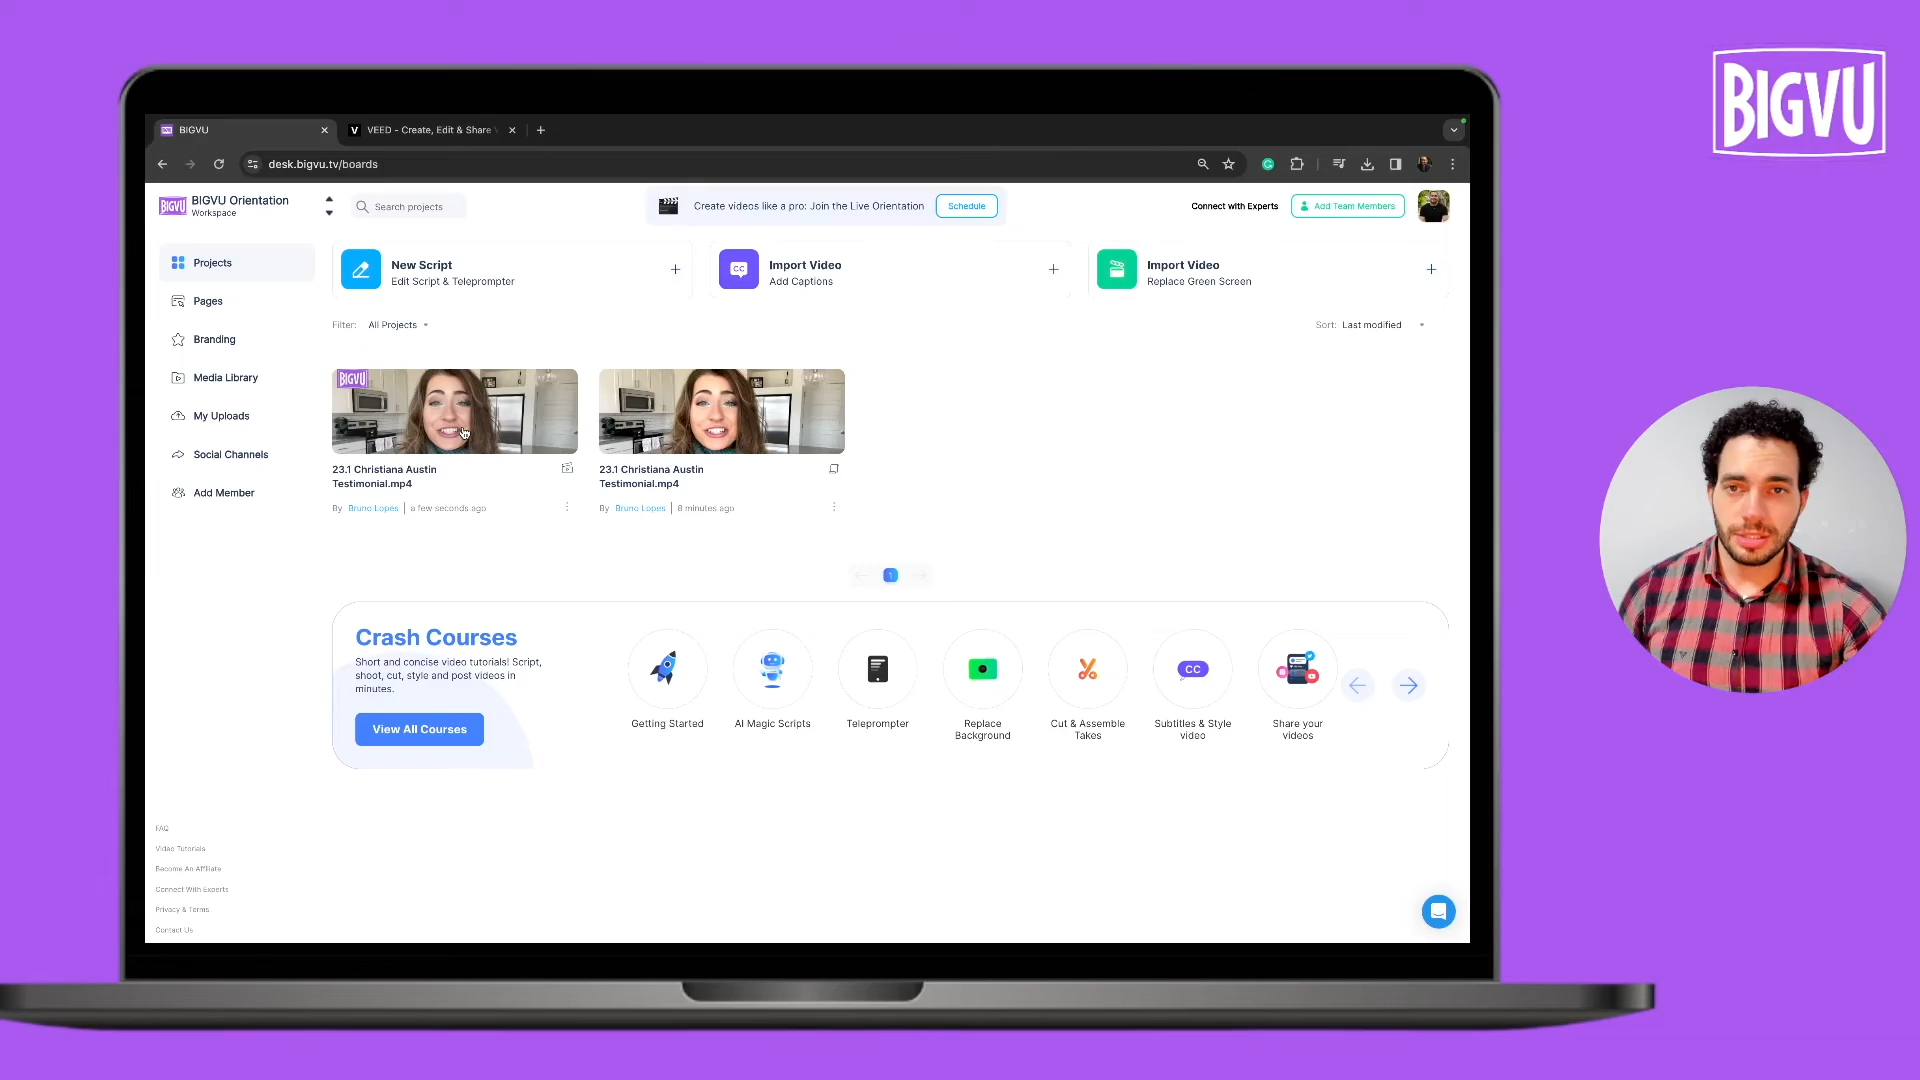 BIGVU
BIGVU
V VEED - Create, Edit & Share
desk.bigvu.tv/boards
BIGVU
BIGVU Orientation
Workspace
Search projects
Create videos like a pro: Join the Live Orientation
Schedule
Connect with Experts
Add Team Members
Projects
Pages
Branding
Media Library
My Uploads
Social Channels
Add Member
New Script
Edit Script & Teleprompter
CC
Import Video
Add Captions
Import Video
Replace Green Screen
Filter: All Projects
Sort: Last modified
BIGVU
23.1 Christiana Austin
Testimonial.mp4
By Bruno Lopes | a few seconds ago
23.1 Christiana Austin
Testimonial.mp4
By Bruno Lopes | 8 minutes ago
1
Crash Courses
Short and concise video tutorials! Script,
shoot, cut, style and post videos in
minutes.
View All Courses
Getting Started
AI Magic Scripts
Teleprompter
Replace
Background
Cut & Assemble
Takes
CC
Subtitles & Style
video
Share your
videos
FAQ
Video Tutorials
Become An Affiliate
Connect With Experts
Privacy & Terms
Contact Us